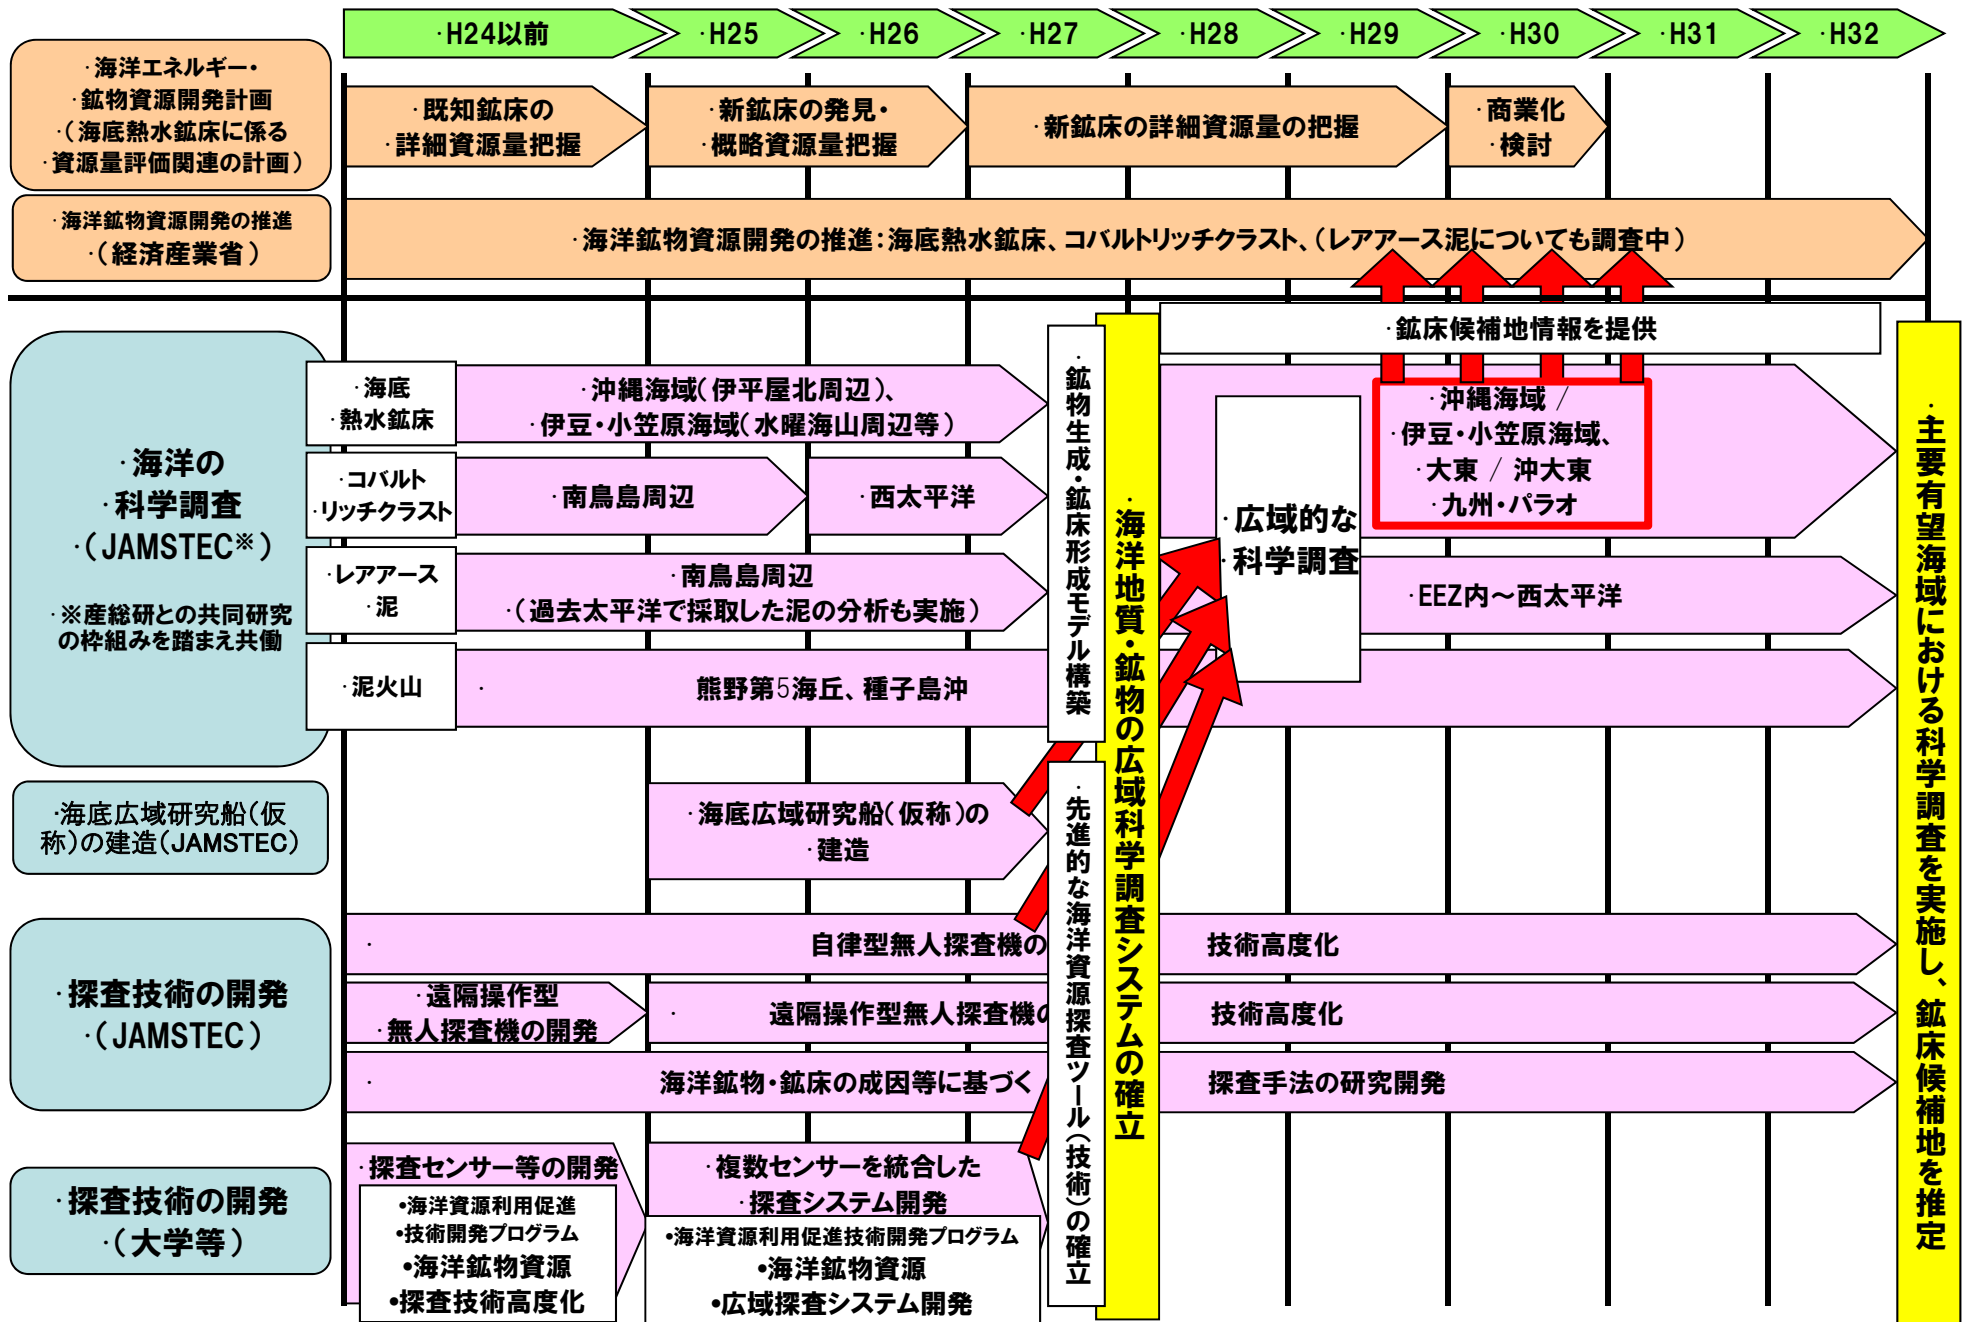 ·H24以前
·H25
·H26
·H27
·H28
·H29
·H30
·H31
·H32
·海洋エネルギー・
·鉱物資源開発計画
·（海底熱水鉱床に係る
·資源量評価関連の計画）
·既知鉱床の
·詳細資源量把握
·新鉱床の発見・
·概略資源量把握
·新鉱床の詳細資源量の把握
·商業化
·検討
·海洋鉱物資源開発の推進
·（経済産業省）
·海洋鉱物資源開発の推進：海底熱水鉱床、コバルトリッチクラスト、（レアアース泥についても調査中）
·鉱床候補地情報を提供
·海洋の
·科学調査
·（JAMSTEC※）
·※産総研との共同研究
の枠組みを踏まえ共働
·海底
·熱水鉱床
·沖縄海域（伊平屋北周辺）、
·伊豆・小笠原海域（水曜海山周辺等）
·コバルト
·リッチクラスト
·南鳥島周辺
·西太平洋
·レアアース
·泥
·南鳥島周辺
·（過去太平洋で採取した泥の分析も実施）
·泥火山
·
熊野第5海丘、種子島沖
·鉱物生成・鉱床形成モデル構築
·海洋地質・鉱物の広域科学調査システムの確立
·広域的な
·科学調査
·沖縄海域 /
·伊豆・小笠原海域、
·大東 / 沖大東
·九州・パラオ
·EEZ内～西太平洋
·主要有望海域における科学調査を実施し、鉱床候補地を推定
·海底広域研究船（仮
称）の建造（JAMSTEC）
·海底広域研究船（仮称）の
·建造
·先進的な海洋資源探査ツール（技術）の確立
·探査技術の開発
·（JAMSTEC）
·
自律型無人探査機の
技術高度化
·遠隔操作型
·無人探査機の開発
·
遠隔操作型無人探査機の
技術高度化
·
海洋鉱物・鉱床の成因等に基づく
探査手法の研究開発
·探査技術の開発
·（大学等）
·探査センサー等の開発
•海洋資源利用促進
•技術開発プログラム
•海洋鉱物資源
•探査技術高度化
·複数センサーを統合した
·探査システム開発
•海洋資源利用促進技術開発プログラム
•海洋鉱物資源
•広域探査システム開発